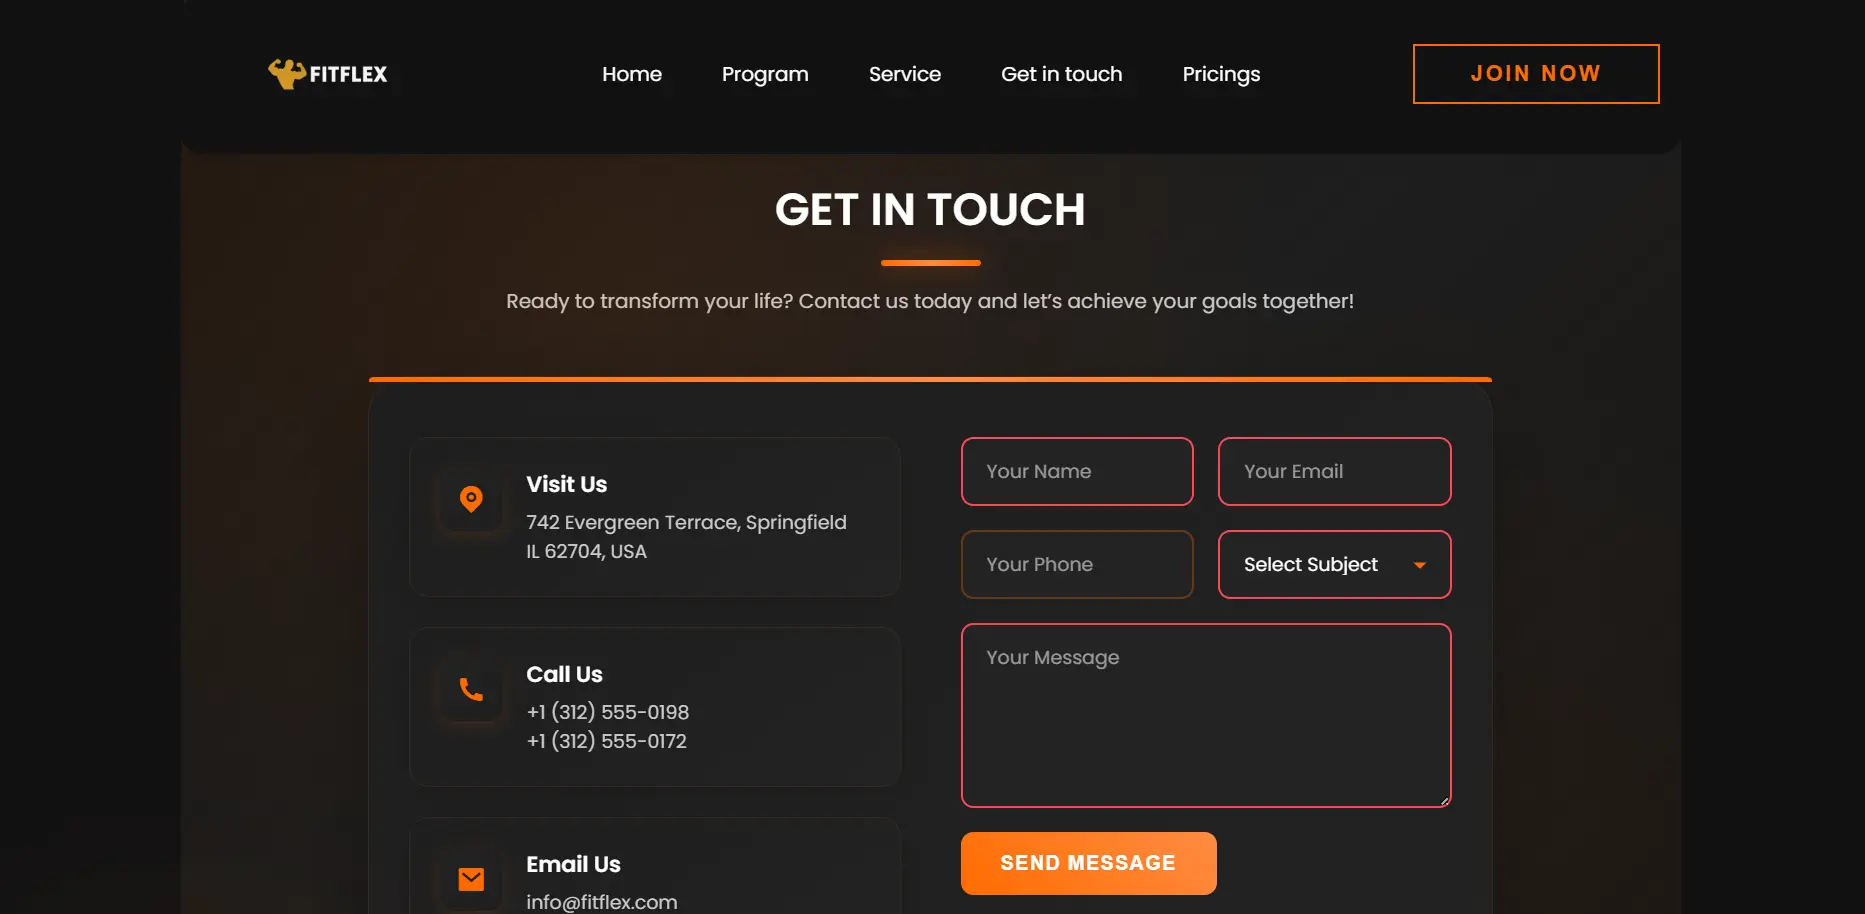 FITFLEX
Home
Program
Service
Get in touch
Pricings
JOIN NOW
GET IN TOUCH
Ready to transform your life? Contact us today and let’s achieve your goals together!
Visit Us
742 Evergreen Terrace, Springfield
IL 62704, USA
Call Us
+1 (312) 555-0198
+1 (312) 555-0172
Email Us
info@fitflex.com
Your Name
Your Email
Your Phone
Select Subject
Your Message
SEND MESSAGE